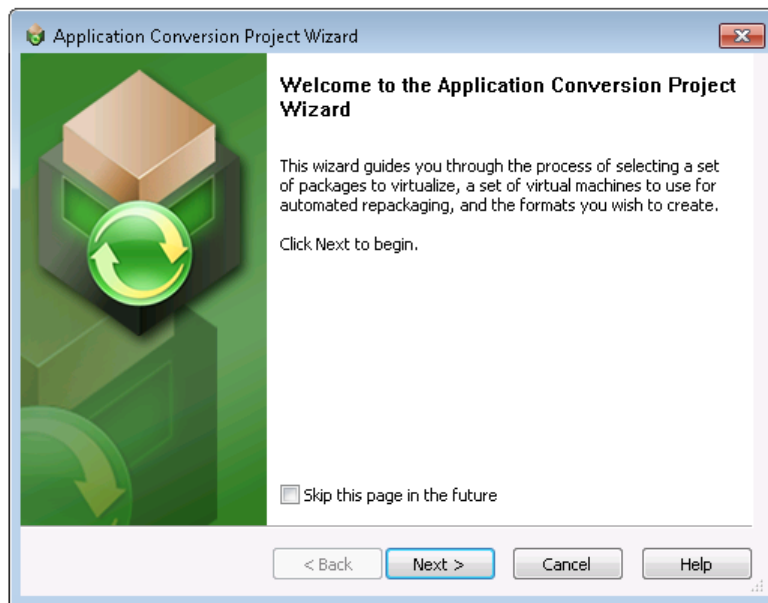 Application Conversion Project Wizard
Welcome to the Application Conversion Project
Wizard
This wizard guides you through the process of selecting a set
of packages to virtualize, a set of virtual machines to use for
automated repackaging, and the formats you wish to create.
Click Next to begin.
Skip this page in the future
< Back Next > Cancel Help